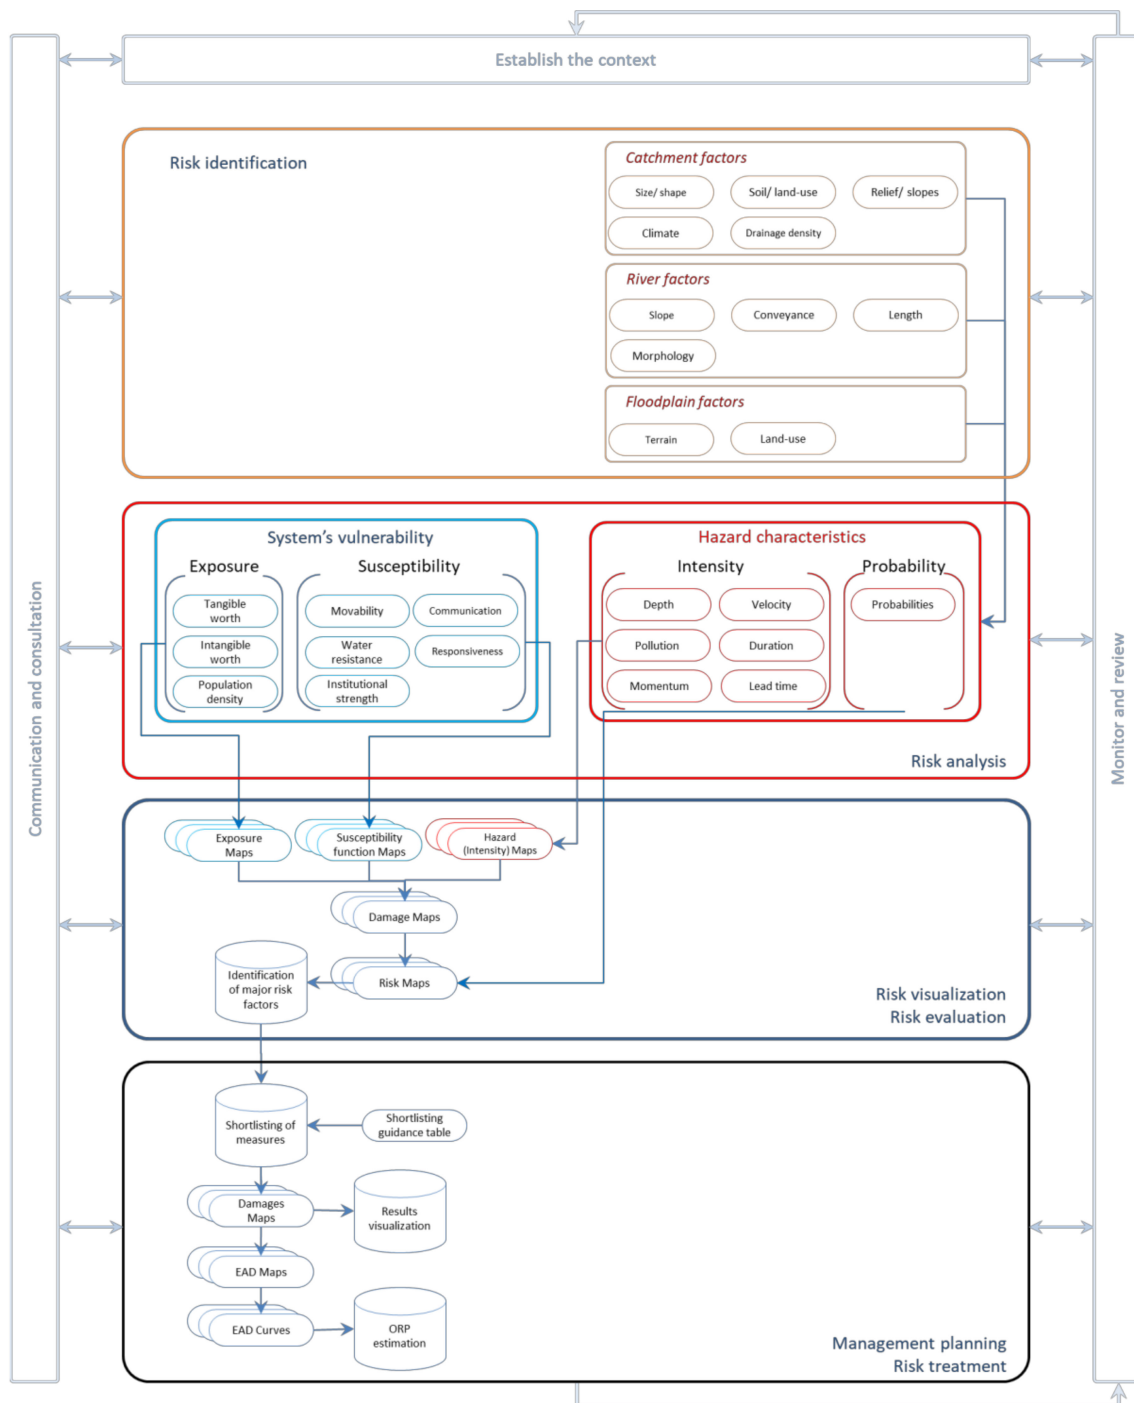 Establish the context
Communication and consultation
Monitor and review
Risk identification
Catchment factors
Size/ shape
Soil/ land-use
Relief/ slopes
Climate
Drainage density
River factors
Slope
Conveyance
Length
Morphology
Floodplain factors
Terrain
Land-use
System's vulnerability
Exposure
Susceptibility
Tangible
worth
Intangible
worth
Population
density
Movability
Communication
Water
resistance
Responsiveness
Institutional
strength
Hazard characteristics
Intensity
Probability
Depth
Velocity
Probabilities
Pollution
Duration
Momentum
Lead time
Risk analysis
Exposure
Maps
Susceptibility
function Maps
Hazard
(Intensity) Maps
Damage Maps
Risk Maps
Identification
of major risk
factors
Risk visualization
Risk evaluation
Shortlisting of
measures
Shortlisting
guidance table
Damages
Maps
Results
visualization
EAD Maps
EAD Curves
ORP
estimation
Management planning
Risk treatment